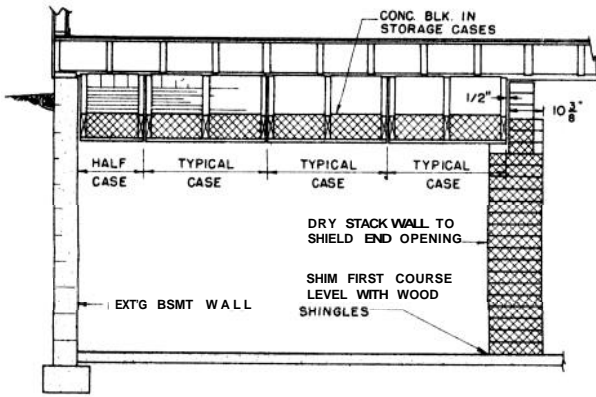 CONC. BLK. IN
STORAGE CASES
1/2"
10 3/8"
HALF
CASE
TYPICAL
CASE
TYPICAL
CASE
TYPICAL
CASE
DRY STACK WALL TO
SHIELD END OPENING
EXT'G BSMT WALL
SHIM FIRST COURSE
LEVEL WITH WOOD
SHINGLES